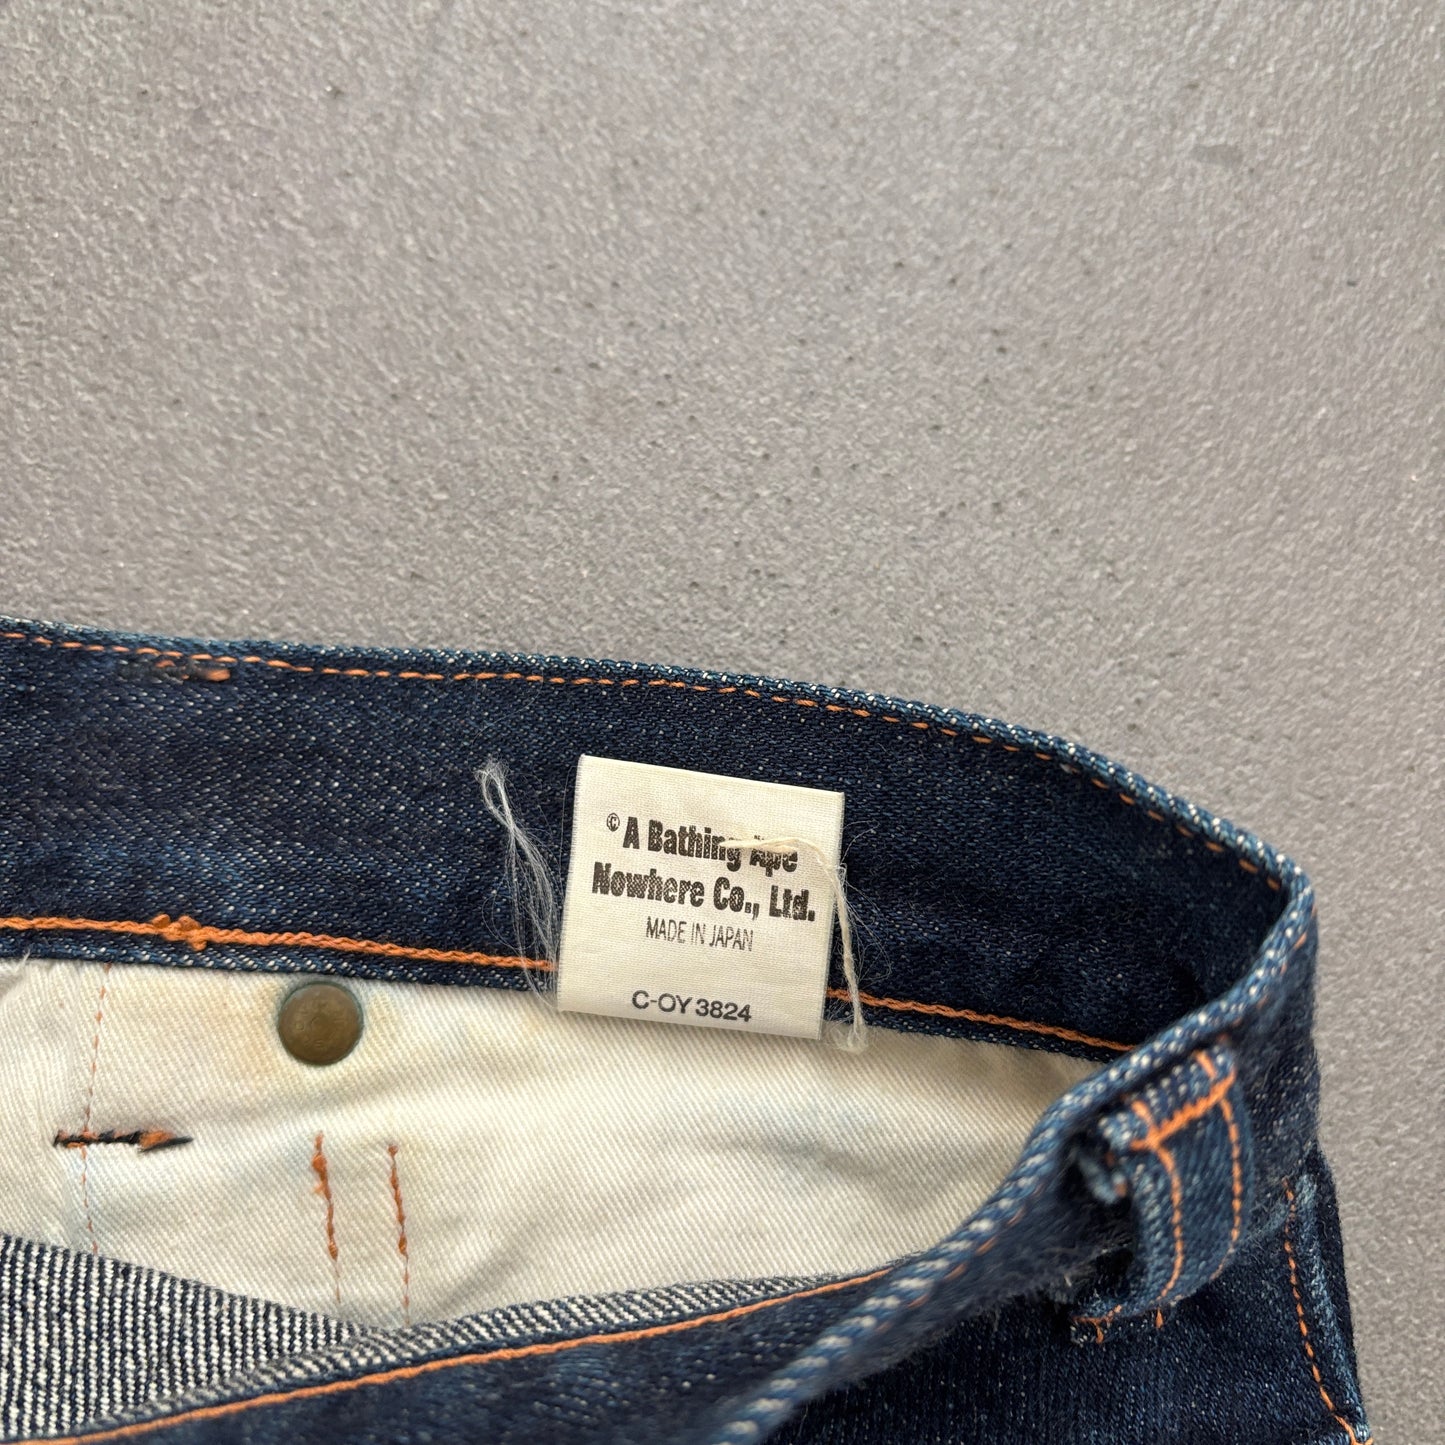 © A Bathing Ape
Nowhere Co., Ltd.
MADE IN JAPAN
C-OY 3824